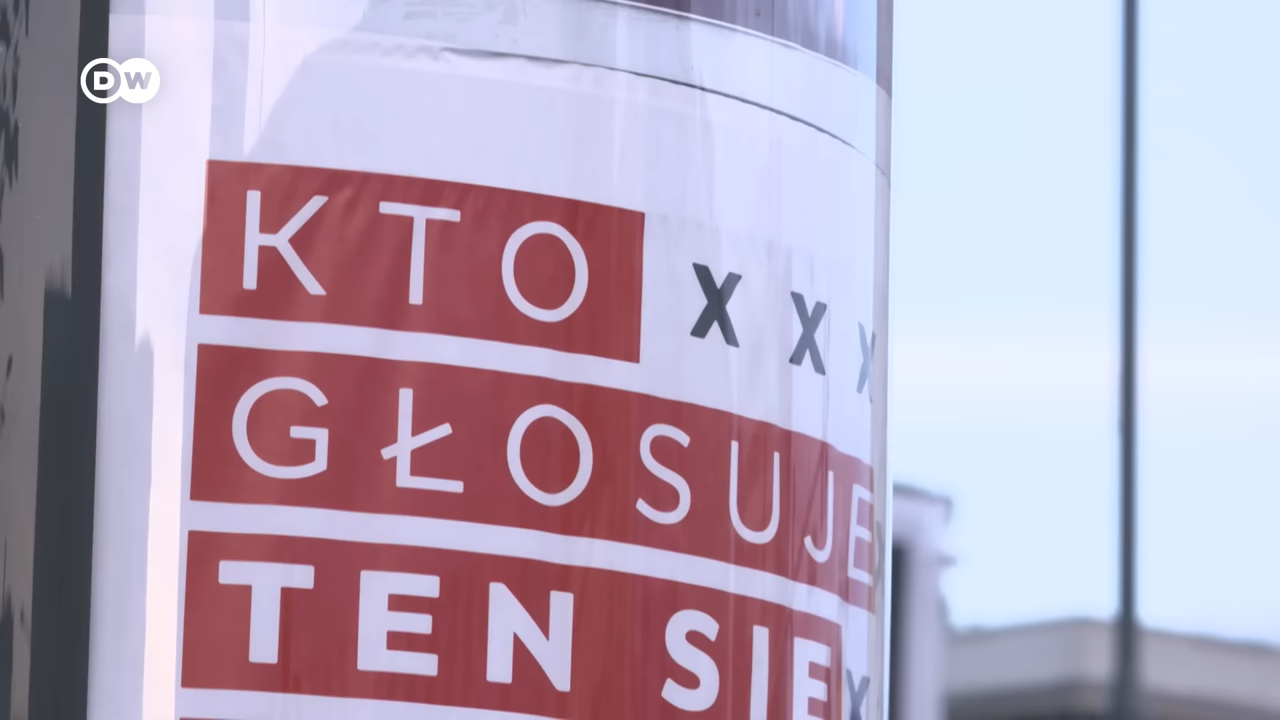 DW
KTO X X X
GŁOSUJE
TEN SIĘ X